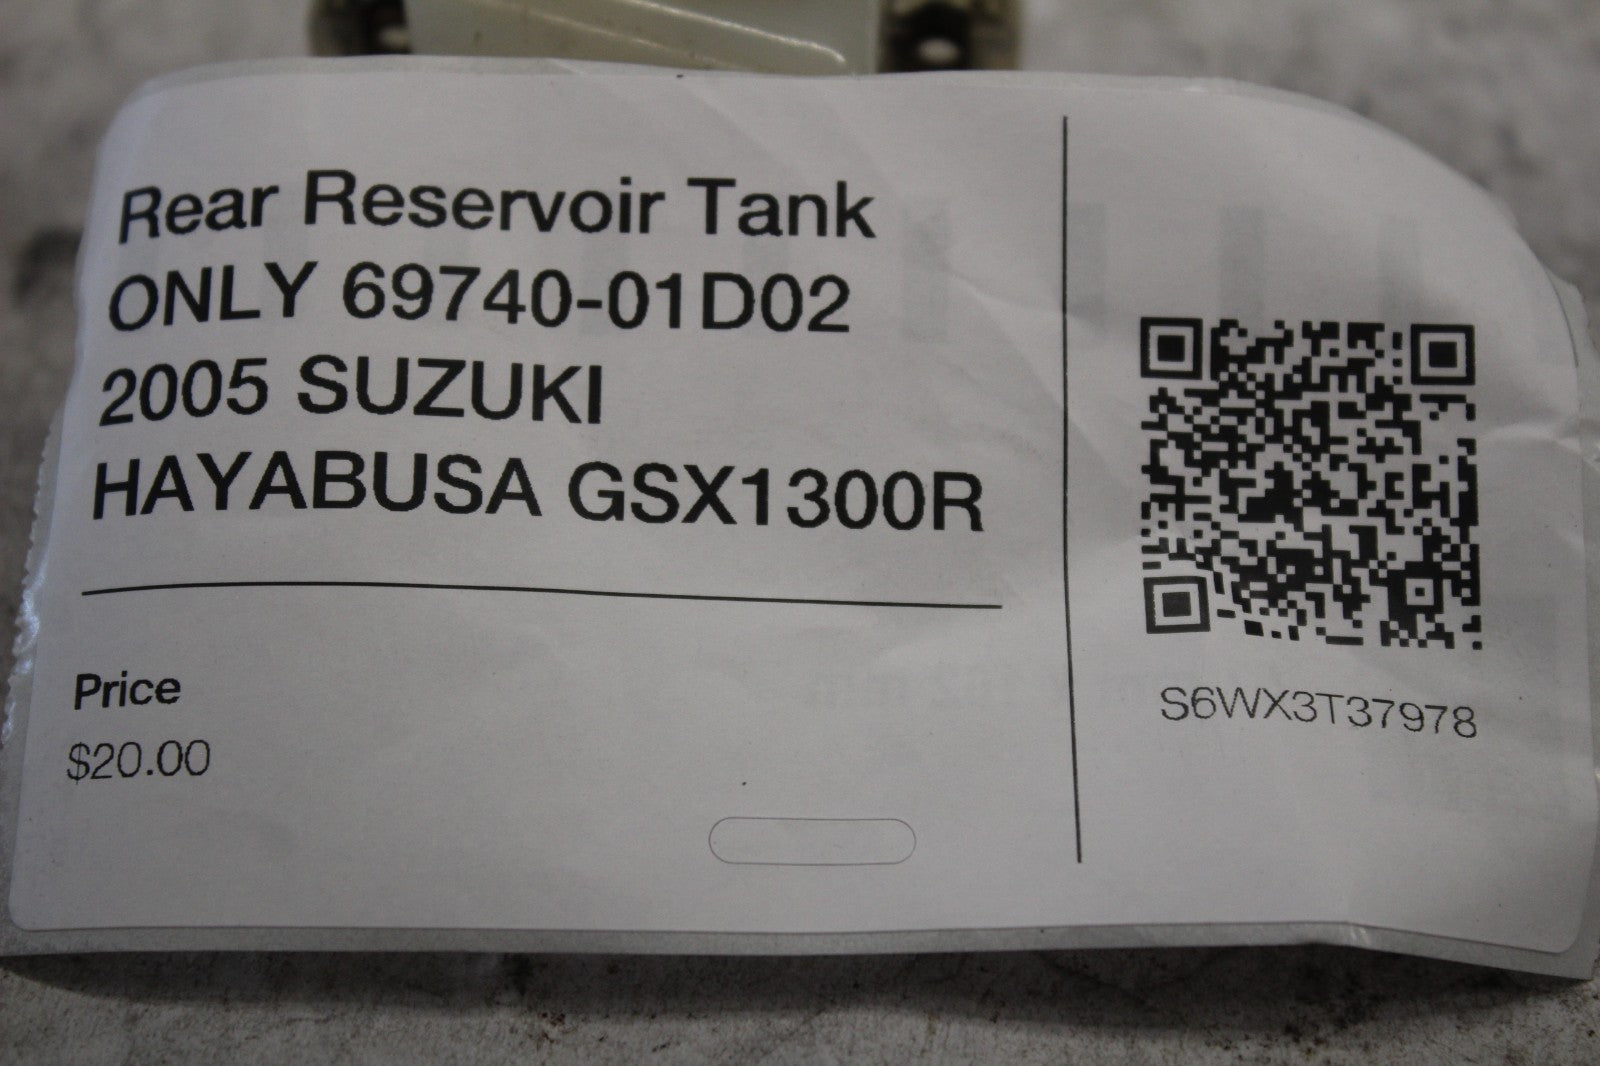 Rear Reservoir Tank
ONLY 69740-01D02
2005 SUZUKI
HAYABUSA GSX1300R
Price
$20.00
S6WX3T37978